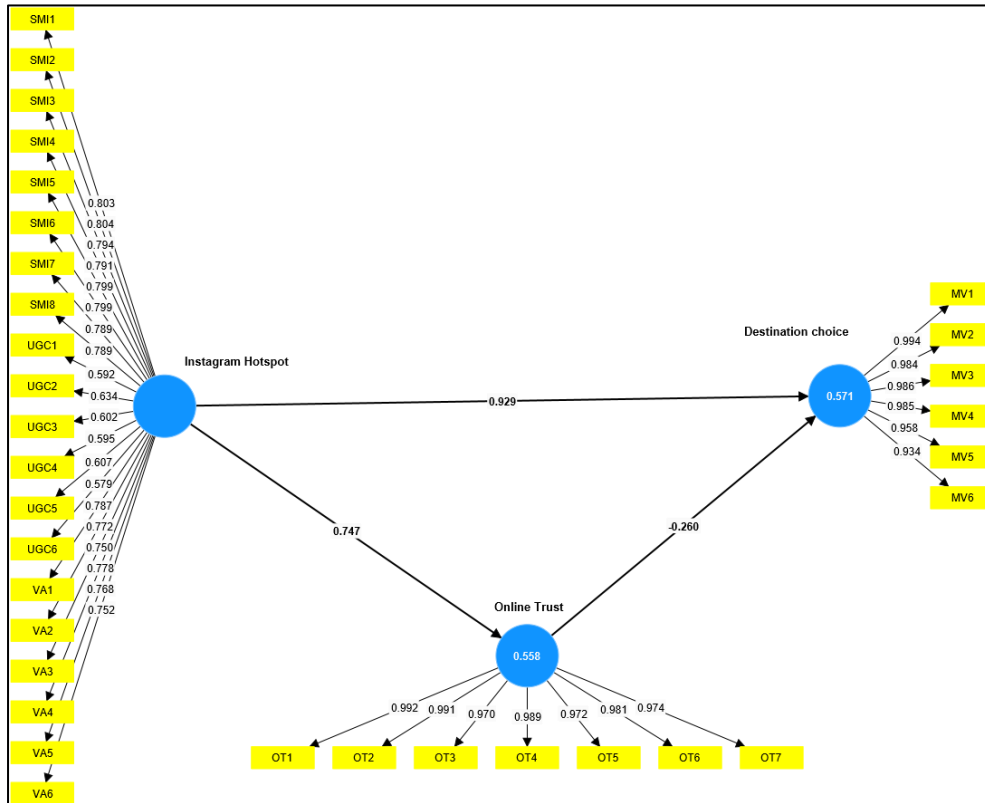 SMI1
SMI2
SMI3
SMI4
SMI5
SMI6
SMI7
SMI8
UGC1
UGC2
UGC3
UGC4
UGC5
UGC6
VA1
VA2
VA3
VA4
VA5
VA6
0.803
0.804
0.794
0.791
0.799
0.799
0.789
0.789
0.592
0.634
0.602
0.595
0.607
0.579
0.787
0.772
0.750
0.778
0.768
0.752
Instagram Hotspot
0.929
0.747
-0.260
Destination choice
0.571
0.994
0.984
0.986
0.985
0.958
0.934
MV1
MV2
MV3
MV4
MV5
MV6
Online Trust
0.558
0.992
0.991
0.970
0.989
0.972
0.981
0.974
OT1
OT2
OT3
OT4
OT5
OT6
OT7